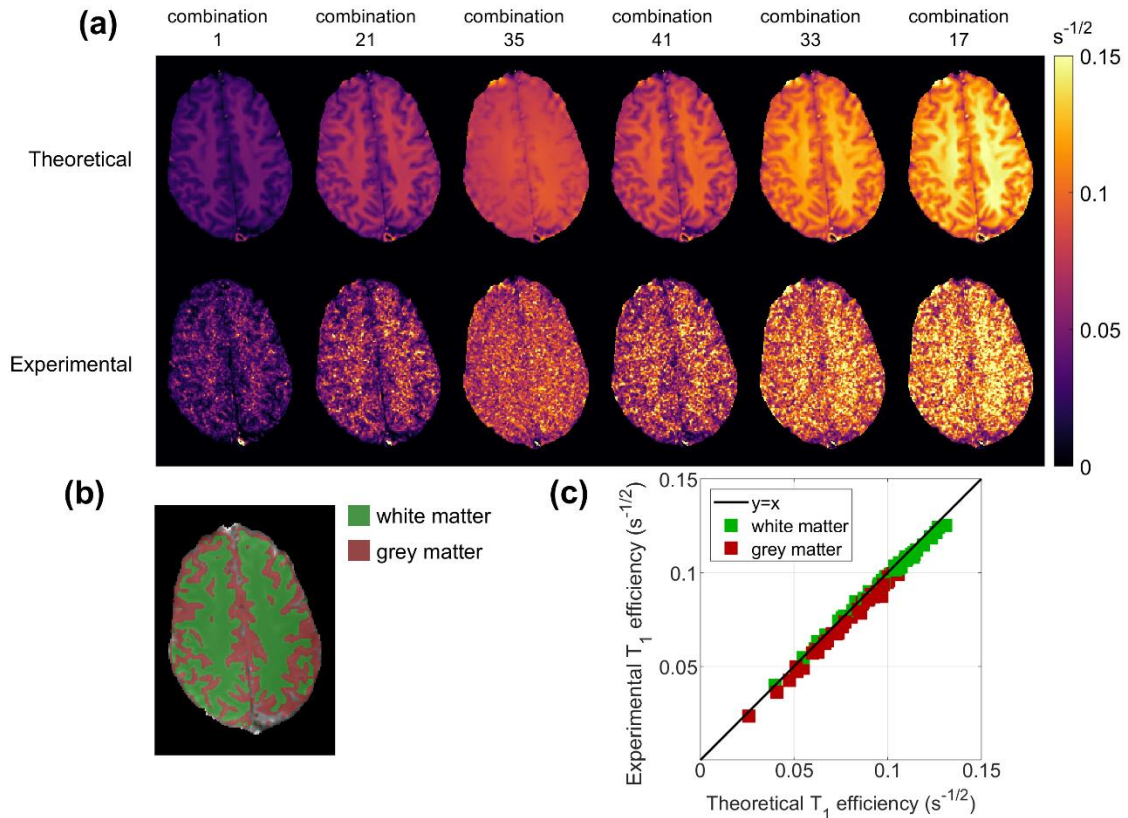 (a)
combination combination combination combination combination combination
1 21 35 41 33 17
s⁻¹/²
0.15
Theoretical
0.1
0.05
Experimental
0
(b)
white matter
grey matter
(c)
0.15
y=x
white matter
grey matter
0.1
0.05
Experimental T₁ efficiency (s⁻¹/²)
0 0.05 0.1 0.15
Theoretical T₁ efficiency (s⁻¹/²)